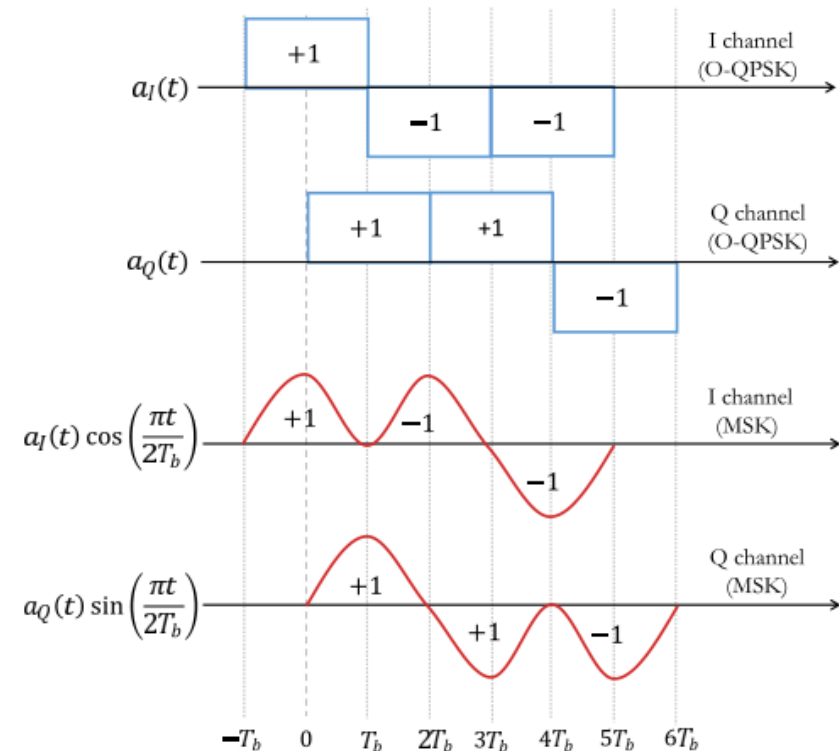 +1
I channel
(O-QPSK)
a_I(t)
−1 −1
Q channel
(O-QPSK)
+1 +1
a_Q(t)
−1
I channel
(MSK)
a_I(t) cos(πt/2T_b)
+1 −1
−1
Q channel
(MSK)
+1
a_Q(t) sin(πt/2T_b)
+1 −1
−T_b 0 T_b 2T_b 3T_b 4T_b 5T_b 6T_b